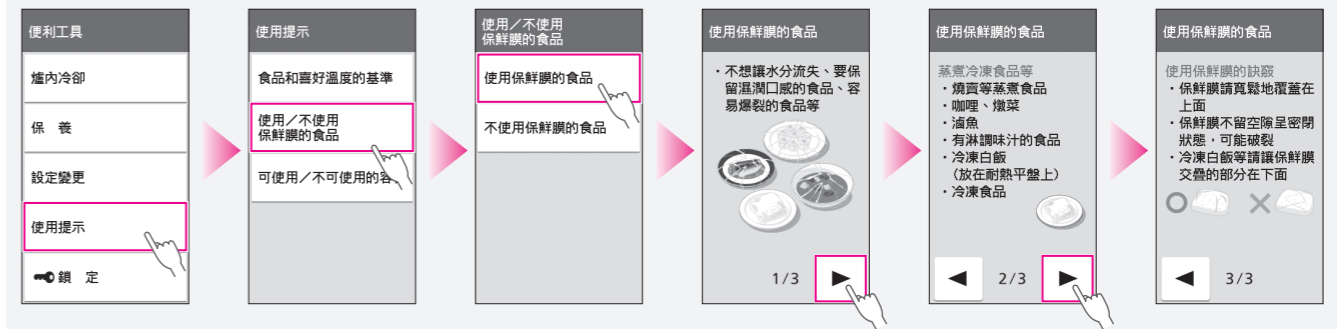 便利工具
爐內冷卻
保 養
設定變更
使用提示
鎖 定
使用提示
食品和喜好溫度的基準
使用／不使用
保鮮膜的食品
可使用／不可使用的容
使用／不使用
保鮮膜的食品
使用保鮮膜的食品
不使用保鮮膜的食品
使用保鮮膜的食品
・不想讓水分流失、要保
留濕潤口感的食品、容
易爆裂的食品等
1/3
使用保鮮膜的食品
蒸煮冷凍食品等
・燒賣等蒸煮食品
・咖哩、燉菜
・滷魚
・有淋調味汁的食品
・冷凍白飯
（放在耐熱平盤上）
・冷凍食品
2/3
使用保鮮膜的食品
使用保鮮膜的訣竅
・保鮮膜請寬鬆地覆蓋在
上面
・保鮮膜不留空隙呈密閉
狀態，可能破裂
・冷凍白飯等請讓保鮮膜
交疊的部分在下面
3/3